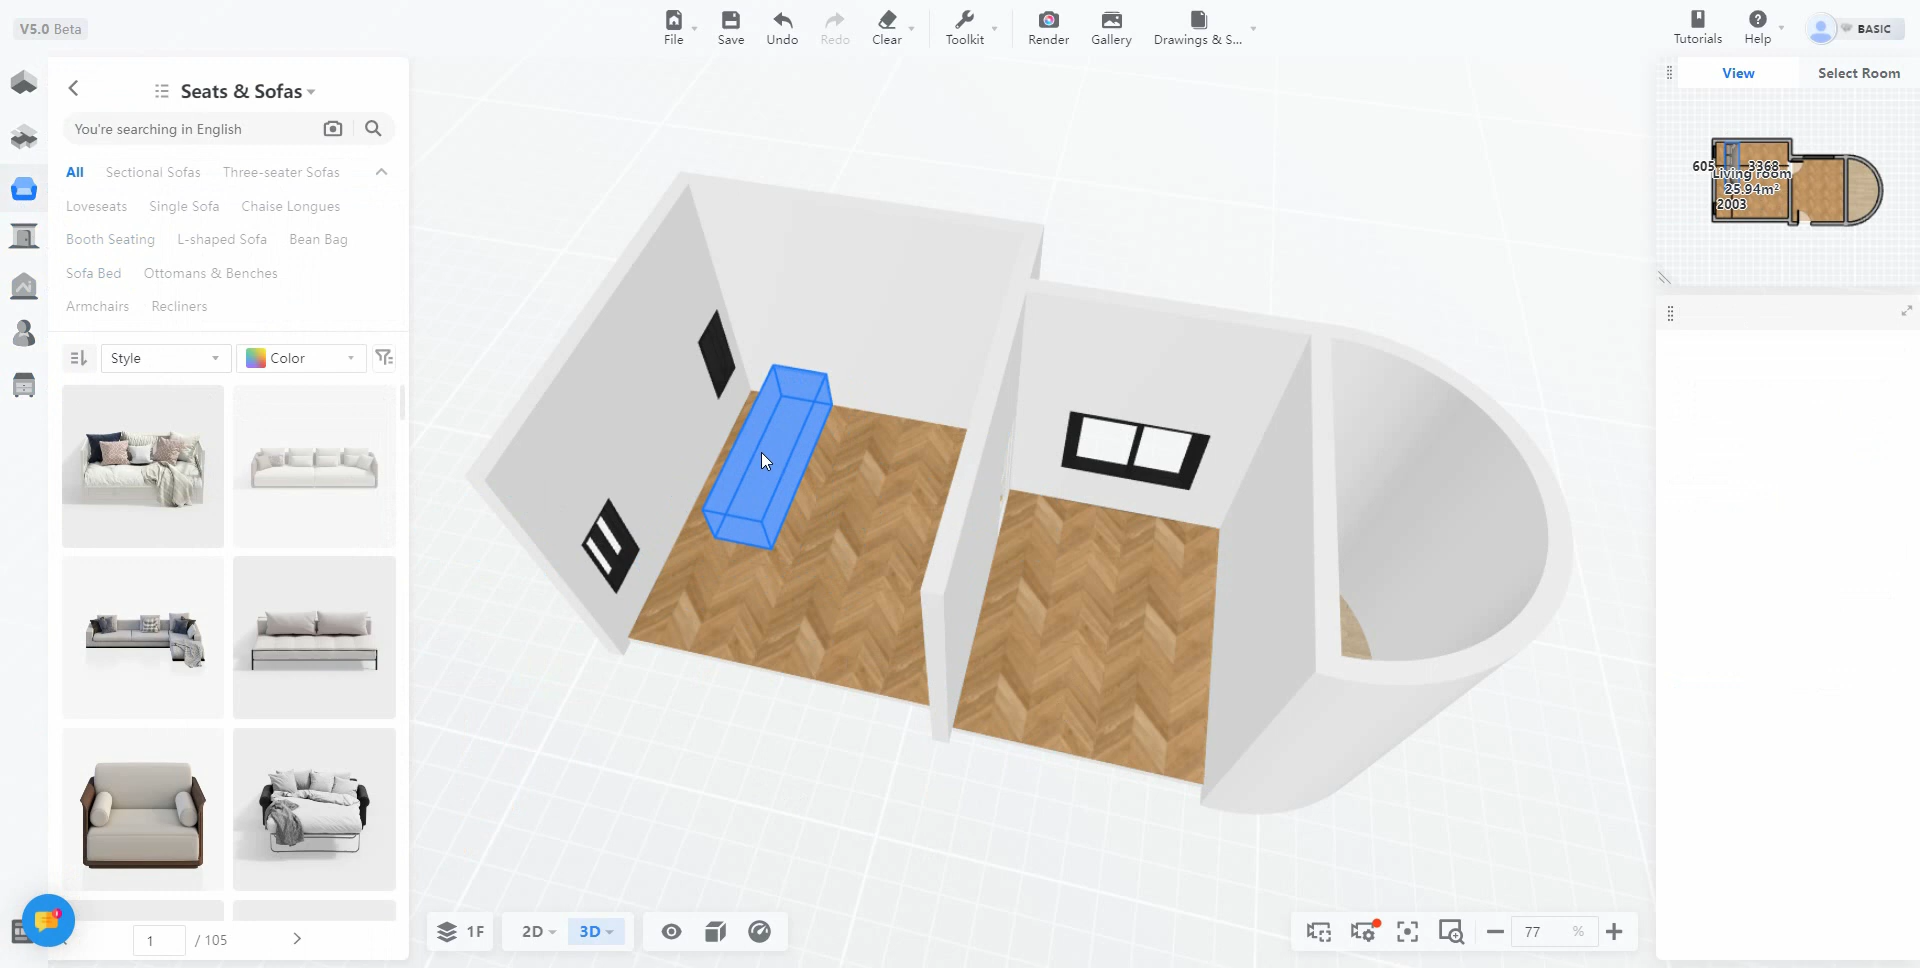 V5.0 Beta
File
Save
Undo
Redo
Clear
Toolkit
Render
Gallery
Drawings & S...
Tutorials
Help
BASIC
Seats & Sofas
You're searching in English
All
Sectional Sofas
Three-seater Sofas
Loveseats
Single Sofa
Chaise Longues
Booth Seating
L-shaped Sofa
Bean Bag
Sofa Bed
Ottomans & Benches
Armchairs
Recliners
Style
Color
1
/ 105
1F
2D
3D
77
%
View
Select Room
605
3368
Living room
25.94m²
2003